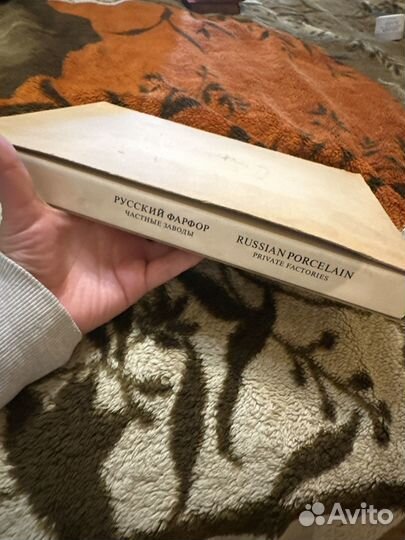 РУССКИЙ ФАРФОР
ЧАСТНЫЕ ЗАВОДЫ
RUSSIAN PORCELAIN
PRIVATE FACTORIES
Avito